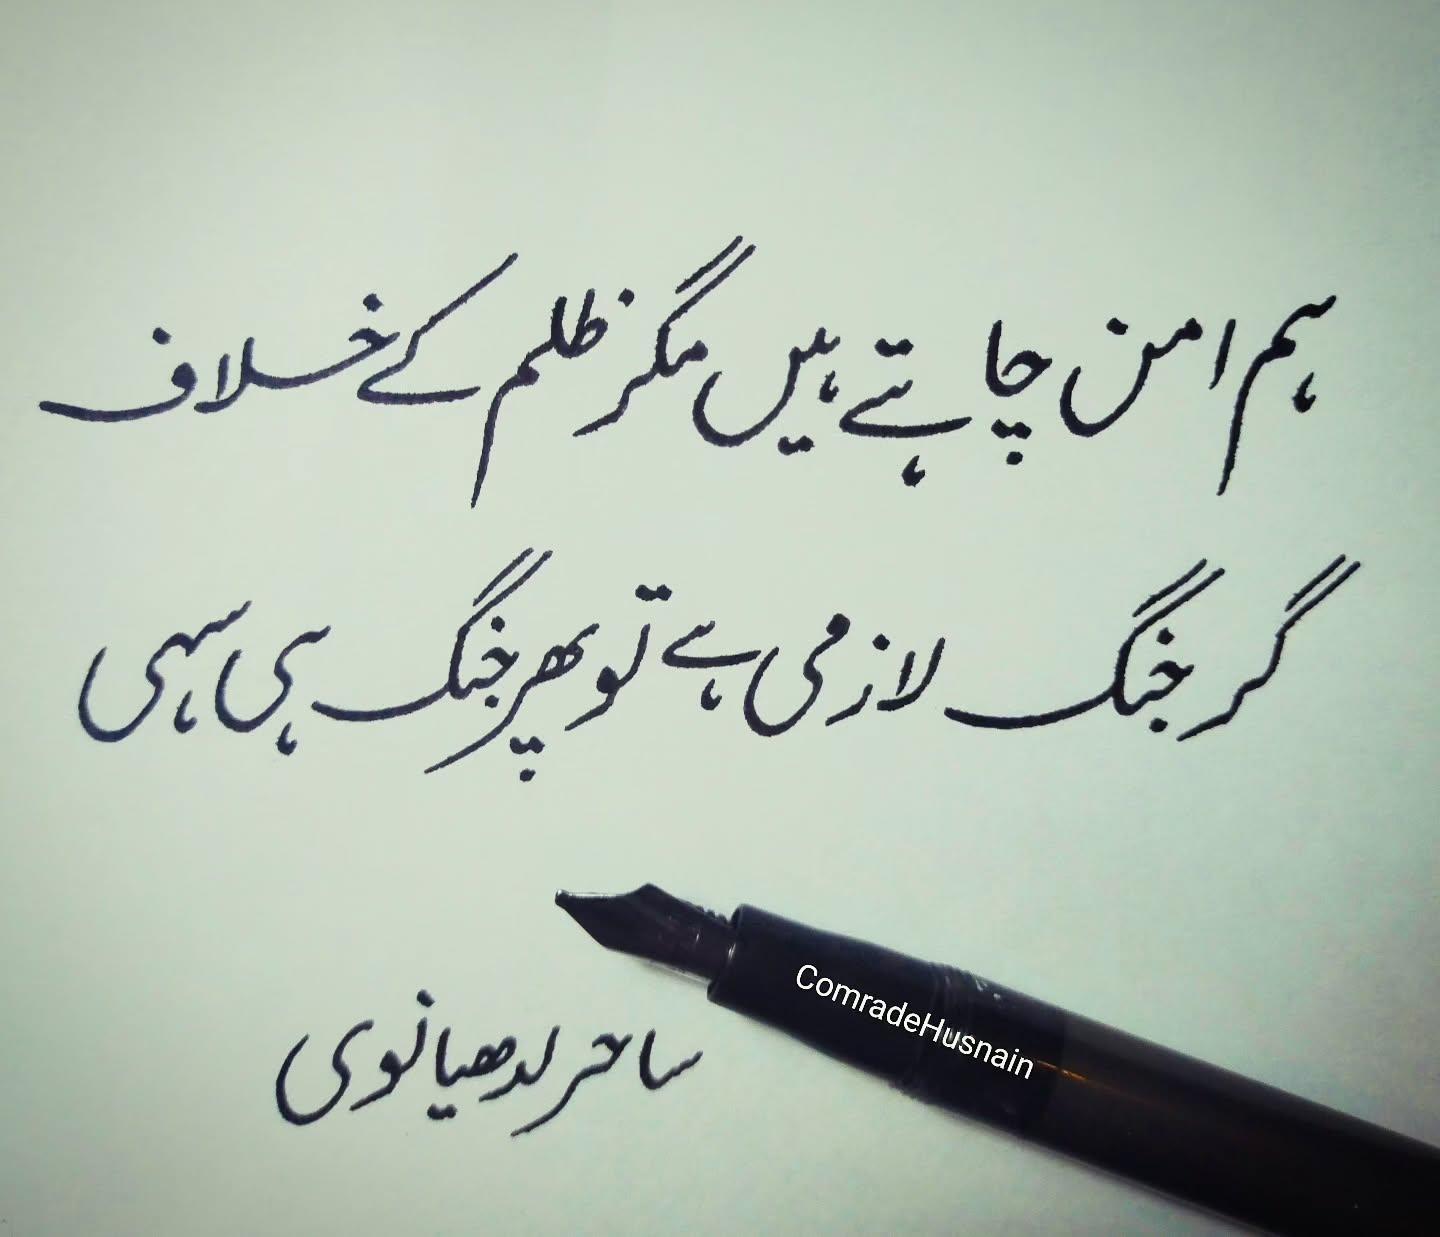 ہم امن چاہتے ہیں مگر ظلم کے خلاف
گر جنگ لازمی ہے تو پھر جنگ ہی سہی
ساحر لدھیانوی
ComradeHusnain